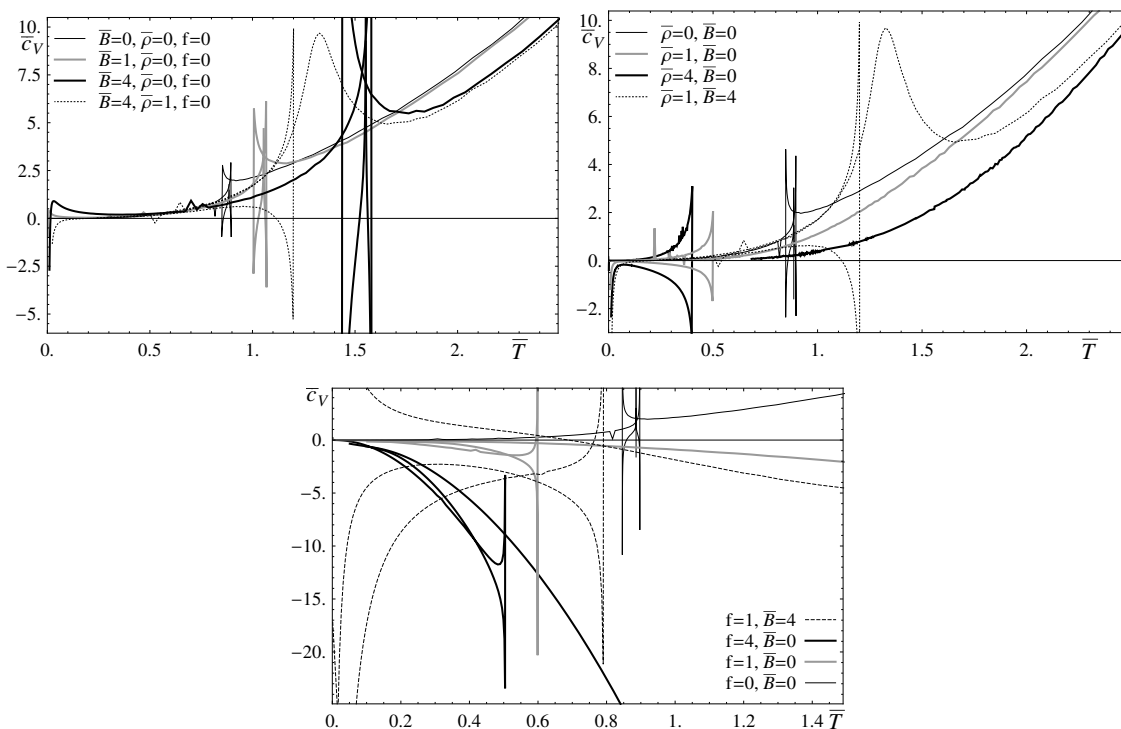 10.
c̅_V
7.5
5.
2.5
0.
−2.5
−5.
B̅=0, ρ̅=0, f=0
B̅=1, ρ̅=0, f=0
B̅=4, ρ̅=0, f=0
B̅=4, ρ̅=1, f=0
0. 0.5 1. 1.5 2. T̅
10.
c̅_V
8.
6.
4.
2.
0.
−2.
ρ̅=0, B̅=0
ρ̅=1, B̅=0
ρ̅=4, B̅=0
ρ̅=1, B̅=4
0. 0.5 1. 1.5 2. T̅
c̅_V
0.
−5.
−10.
−15.
−20.
f=1, B̅=4
f=4, B̅=0
f=1, B̅=0
f=0, B̅=0
0. 0.2 0.4 0.6 0.8 1. 1.2 1.4 T̅